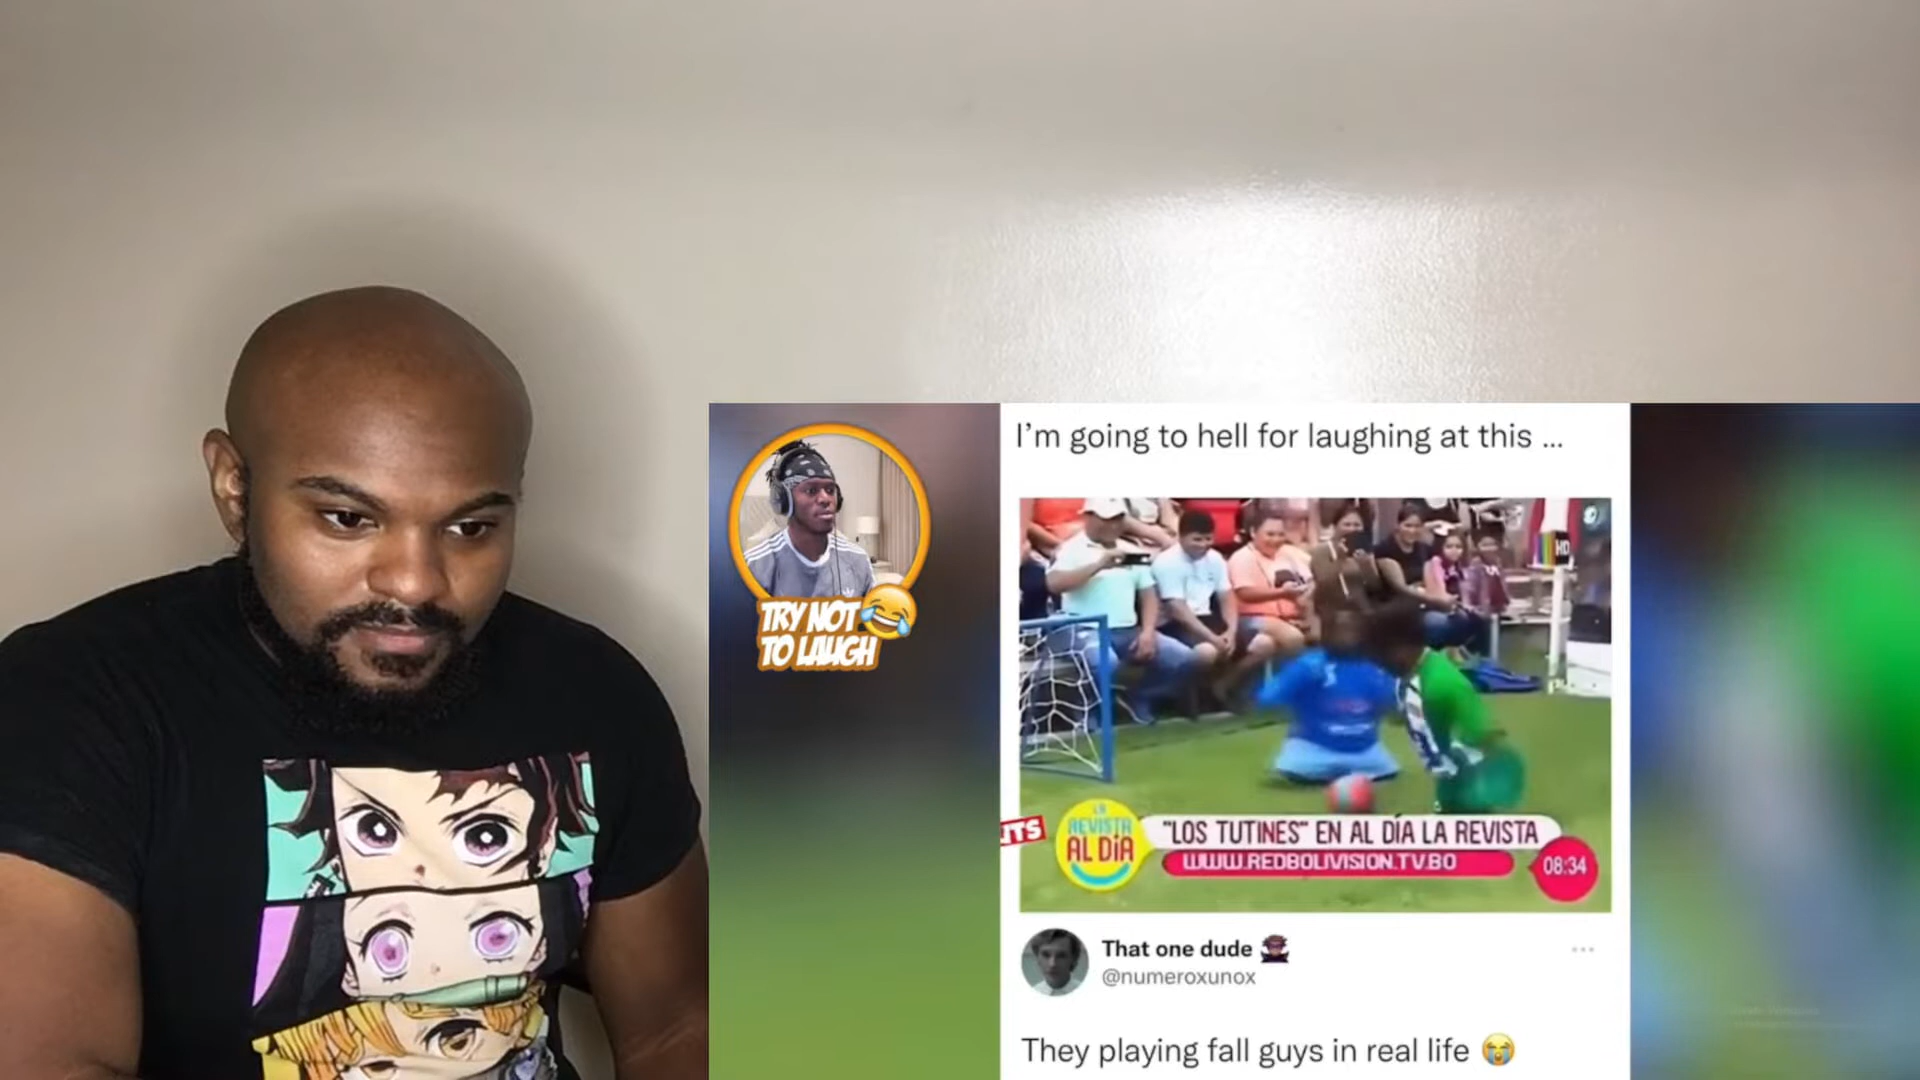 I'm going to hell for laughing at this ...
TRY NOT
TO LAUGH
HD
LA
REVISTA
AL DÍA
"LOS TUTINES" EN AL DÍA LA REVISTA
WWW.REDBOLIVISION.TV.BO
08:34
That one dude
@numeroxunox
They playing fall guys in real life 😭